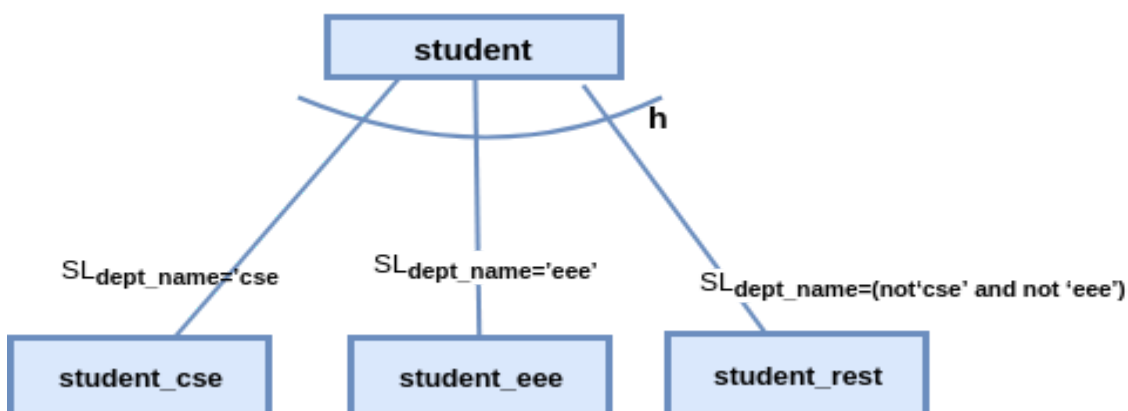 student
h
SLdept_name=’cse
SLdept_name=’eee’
SLdept_name=(not‘cse’ and not ‘eee’)
student_cse
student_eee
student_rest